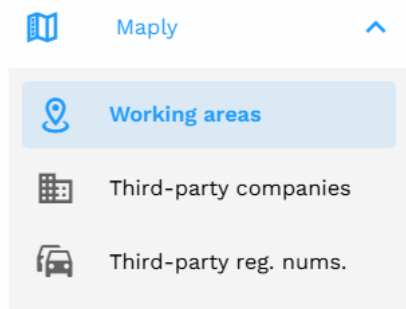 Maply
Working areas
Third-party companies
Third-party reg. nums.